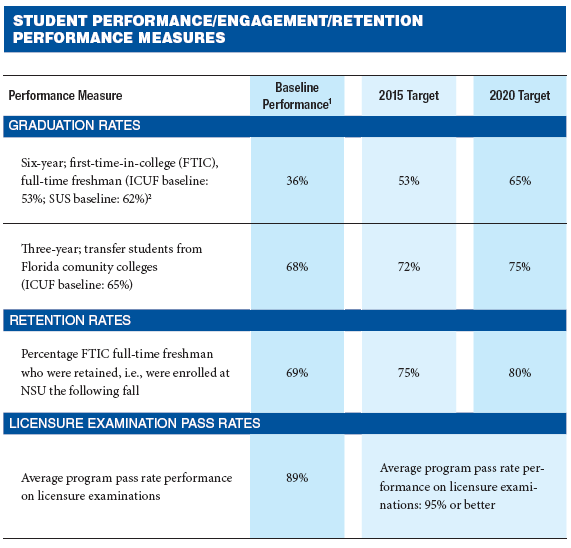 STUDENT PERFORMANCE/ENGAGEMENT/RETENTION
PERFORMANCE MEASURES
Performance Measure
Baseline
Performance¹
2015 Target
2020 Target
GRADUATION RATES
Six-year; first-time-in-college (FTIC),
full-time freshman (ICUF baseline:
53%; SUS baseline: 62%)²
36%
53%
65%
Three-year; transfer students from
Florida comunity colleges
(ICUF baseline: 65%)
68%
72%
75%
RETENTION RATES
Percentage FTIC full-time freshman
who were retained, i.e., were enrolled at
NSU the following fall
69%
75%
80%
LICENSURE EXAMINATION PASS RATES
Average program pass rate performance
on licensure examinations
89%
Average program pass rate per-
formance on licensure exami-
nations: 95% or better